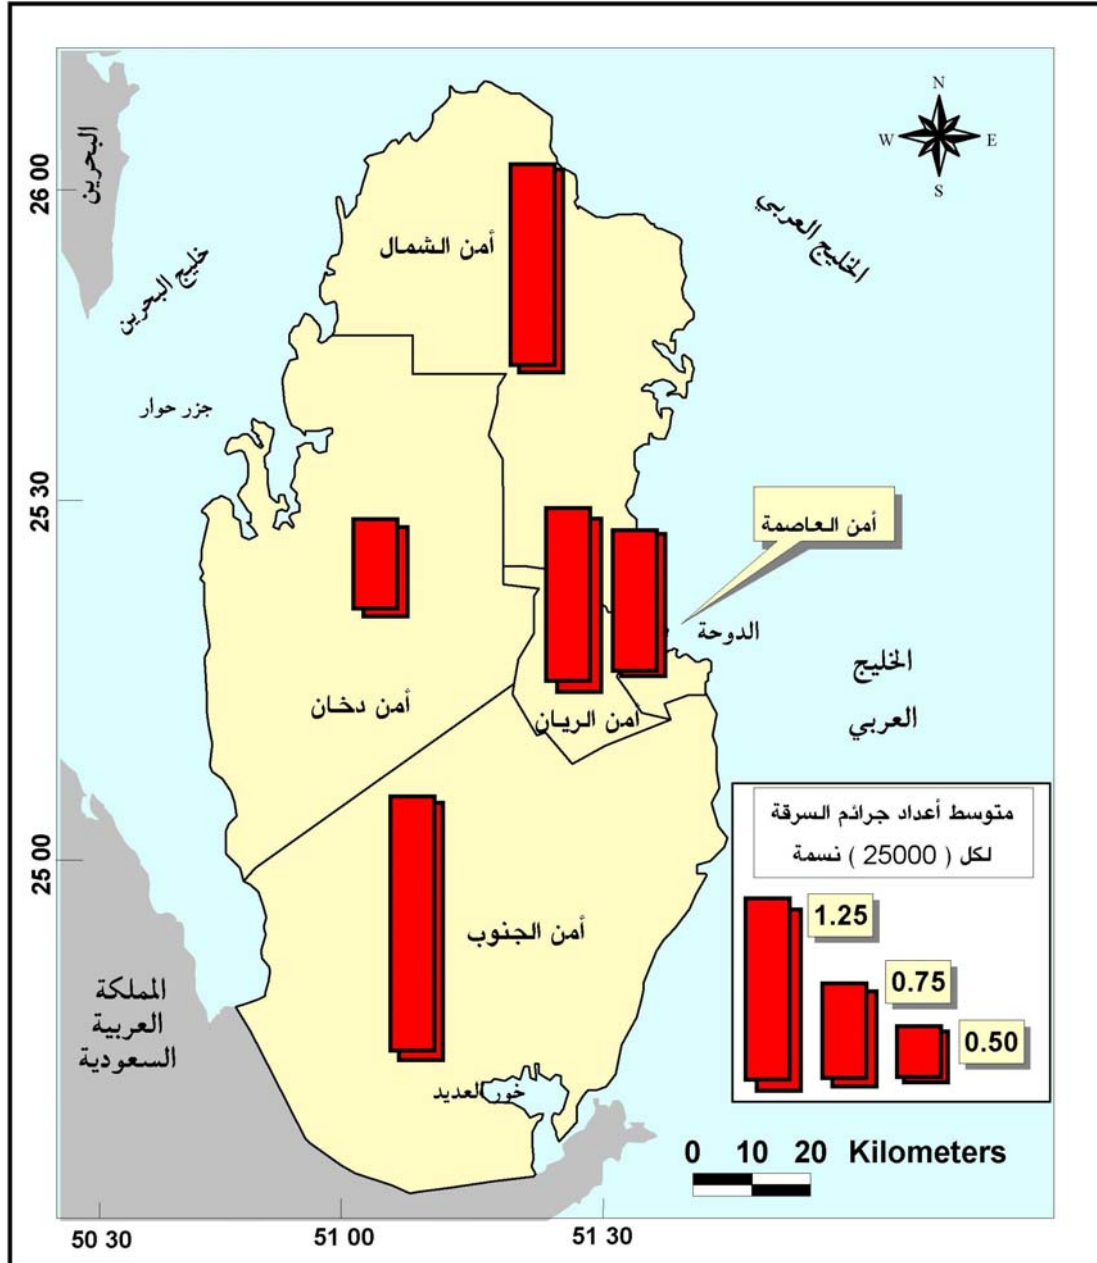 N
W E
S
البحرين
26 00
أمن الشمال
الخليج العربي
خليج البحرين
جزر حوار
25 30
أمن العاصمة
الدوحة
الخليج
العربي
أمن دخان
أمن الريان
متوسط أعداد جرائم السرقة
لكل ( 25000 ) نسمة
25 00
1.25
أمن الجنوب
0.75
0.50
المملكة
العربية
السعودية
خور العديد
0 10 20 Kilometers
50 30
51 00
51 30